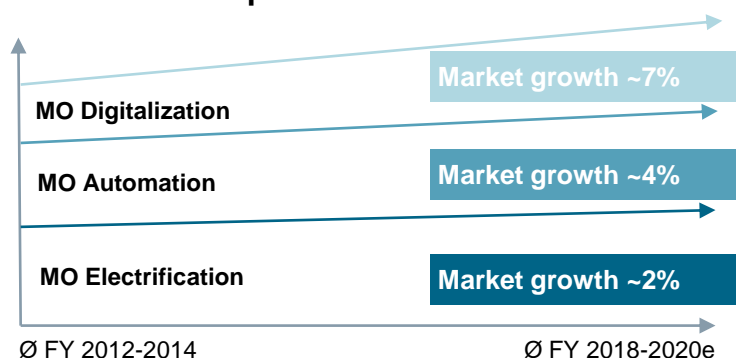 Market growth ~7%
MO Digitalization
MO Automation
Market growth ~4%
MO Electrification
Market growth ~2%
Ø FY 2012-2014
Ø FY 2018-2020e